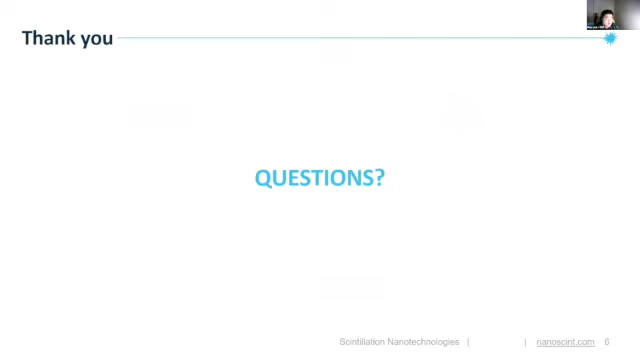 Thank you
QUESTIONS?
Scintillation Nanotechnologies | | nanoscint.com 6